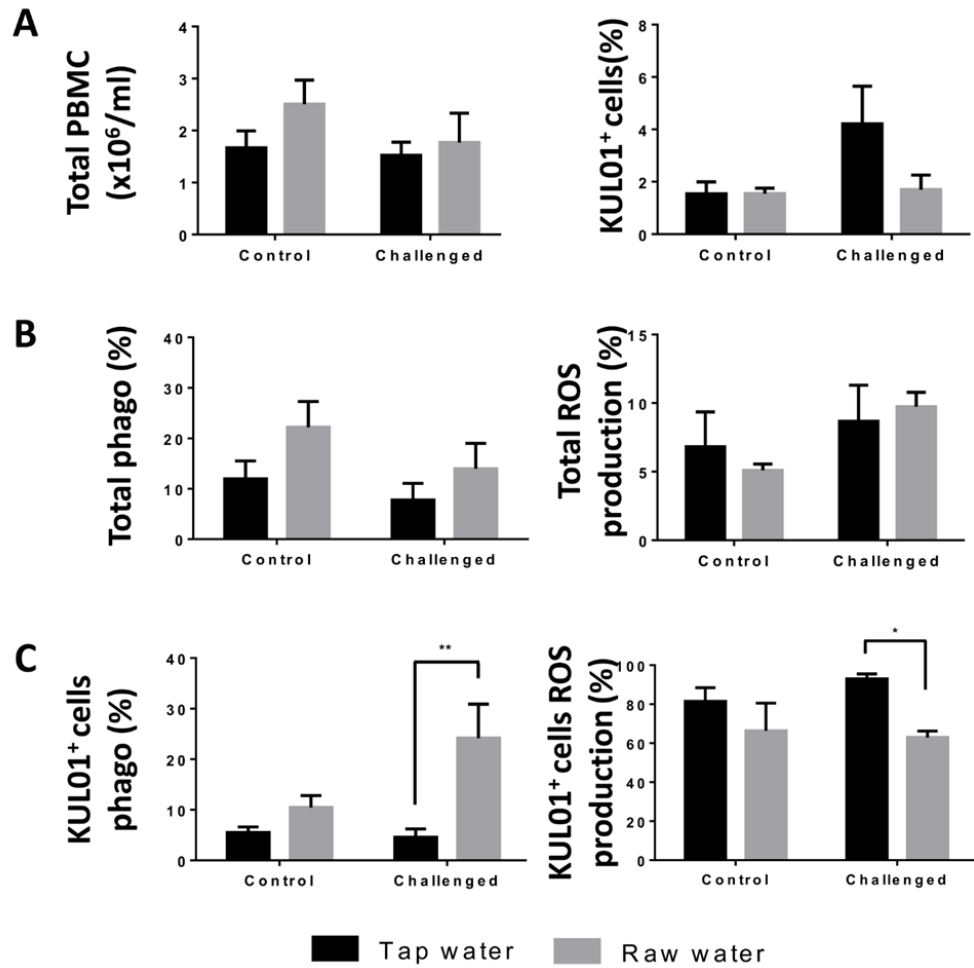 A
Total PBMC
(x10⁶/ml)
4
3
2
1
0
Control
Challenged
KUL01⁺ cells(%)
8
6
4
2
0
Control
Challenged
B
Total phago (%)
40
30
20
10
0
Control
Challenged
Total ROS
production (%)
15
10
5
0
Control
Challenged
C
KUL01⁺ cells
phago (%)
40
30
20
10
0
**
Control
Challenged
KUL01⁺ cells ROS
production (%)
100
80
60
40
20
0
*
Control
Challenged
Tap water
Raw water